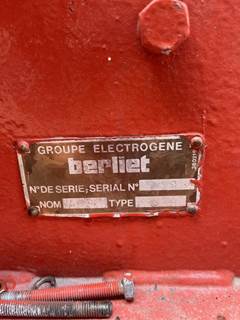 GROUPE ELECTROGENE
berliet
N° DE SERIE, SERIAL N°
NOM TYPE